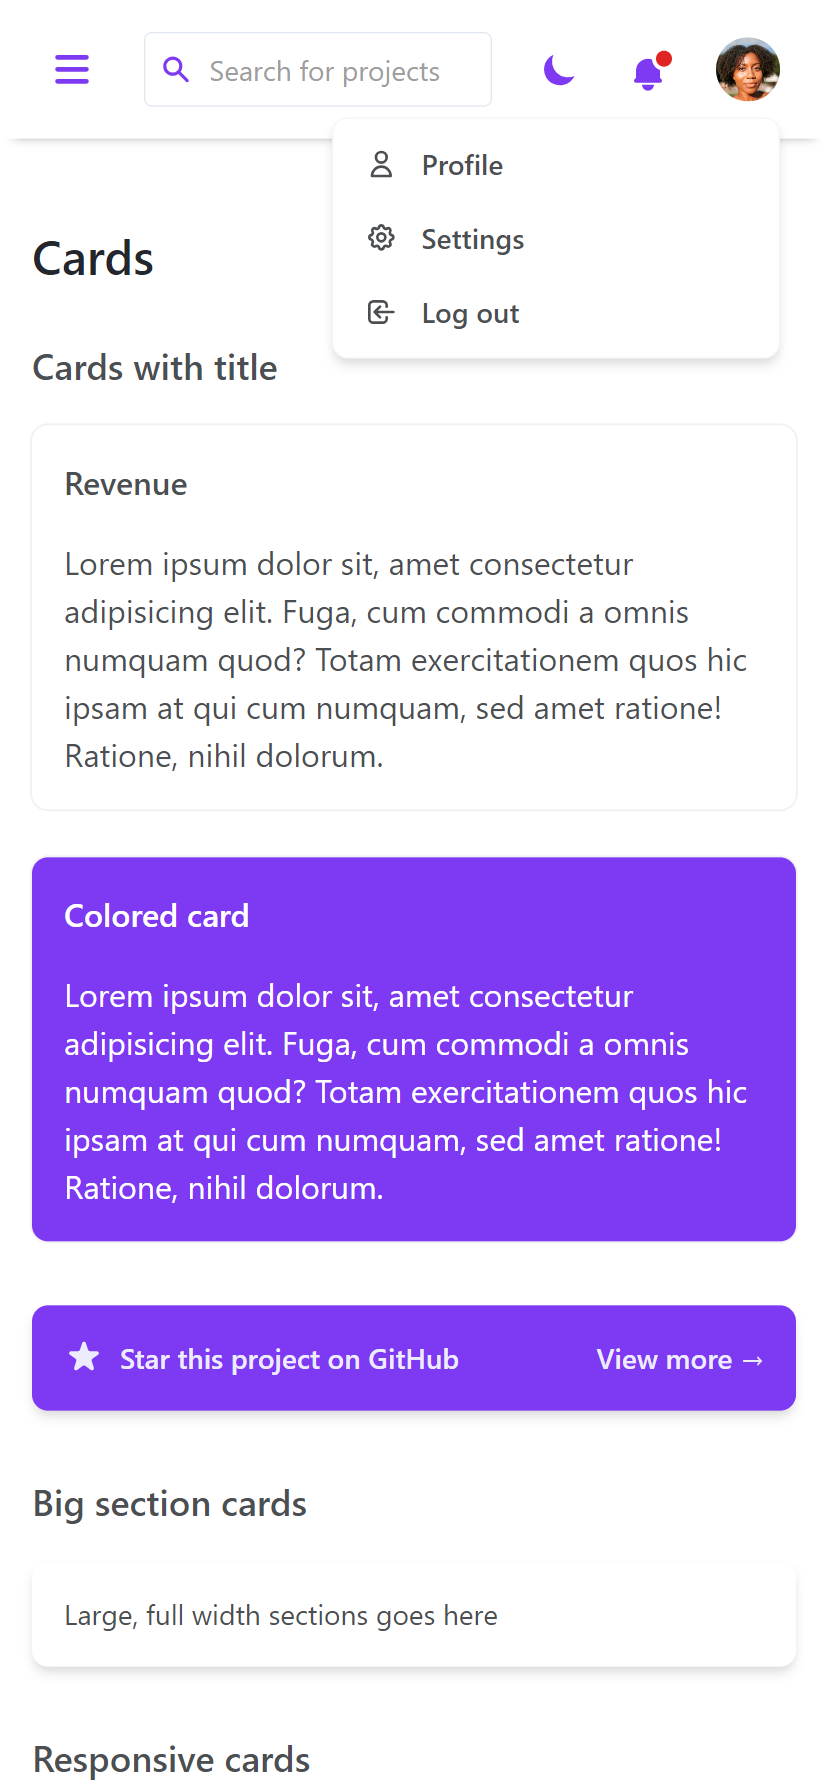 Search for projects
Profile
Settings
Log out
Cards
Cards with title
Revenue
Lorem ipsum dolor sit, amet consectetur
adipisicing elit. Fuga, cum commodi a omnis
numquam quod? Totam exercitationem quos hic
ipsam at qui cum numquam, sed amet ratione!
Ratione, nihil dolorum.
Colored card
Lorem ipsum dolor sit, amet consectetur
adipisicing elit. Fuga, cum commodi a omnis
numquam quod? Totam exercitationem quos hic
ipsam at qui cum numquam, sed amet ratione!
Ratione, nihil dolorum.
Star this project on GitHub View more →
Big section cards
Large, full width sections goes here
Responsive cards